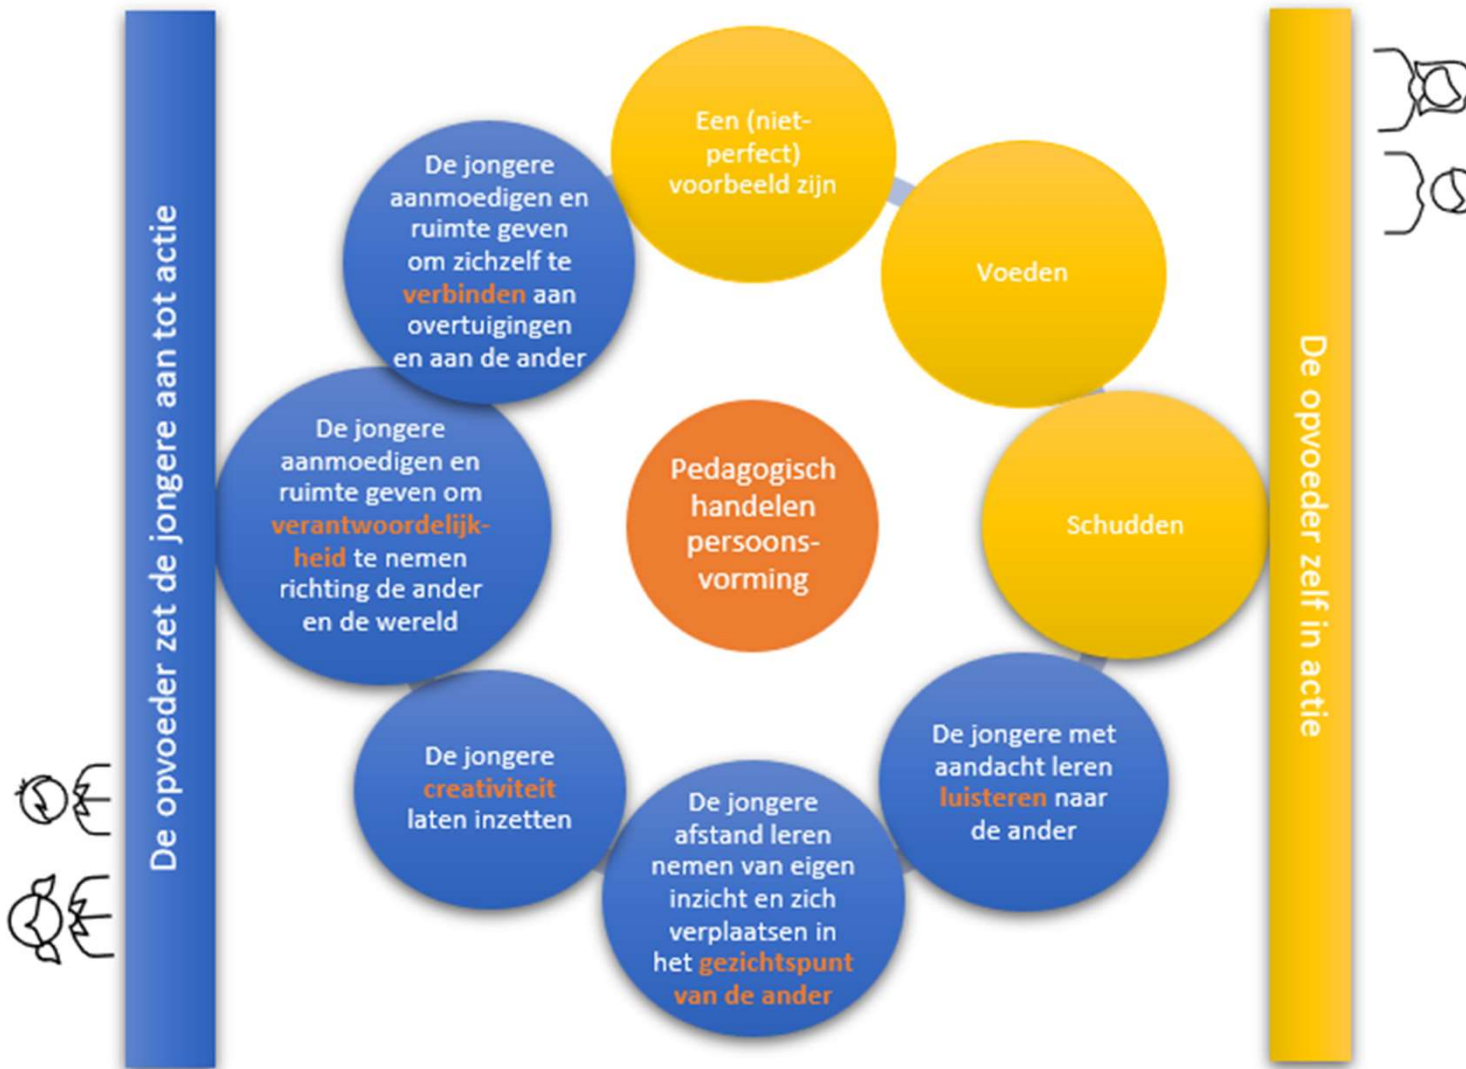 De opvoeder zet de jongere aan tot actie
Een (niet-
perfect)
voorbeeld zijn
Voeden
Schudden
De jongere met
aandacht leren
luisteren naar
de ander
De jongere
afstand leren
nemen van eigen
inzicht en zich
verplaatsen in
het gezichtspunt
van de ander
De jongere
creativiteit
laten inzetten
De jongere
aanmoedigen en
ruimte geven om
verantwoordelijk-
heid te nemen
richting de ander
en de wereld
De jongere
aanmoedigen en
ruimte geven
om zichzelf te
verbinden aan
overtuigingen
en aan de ander
Pedagogisch
handelen
persoons-
vorming
De opvoeder zelf in actie